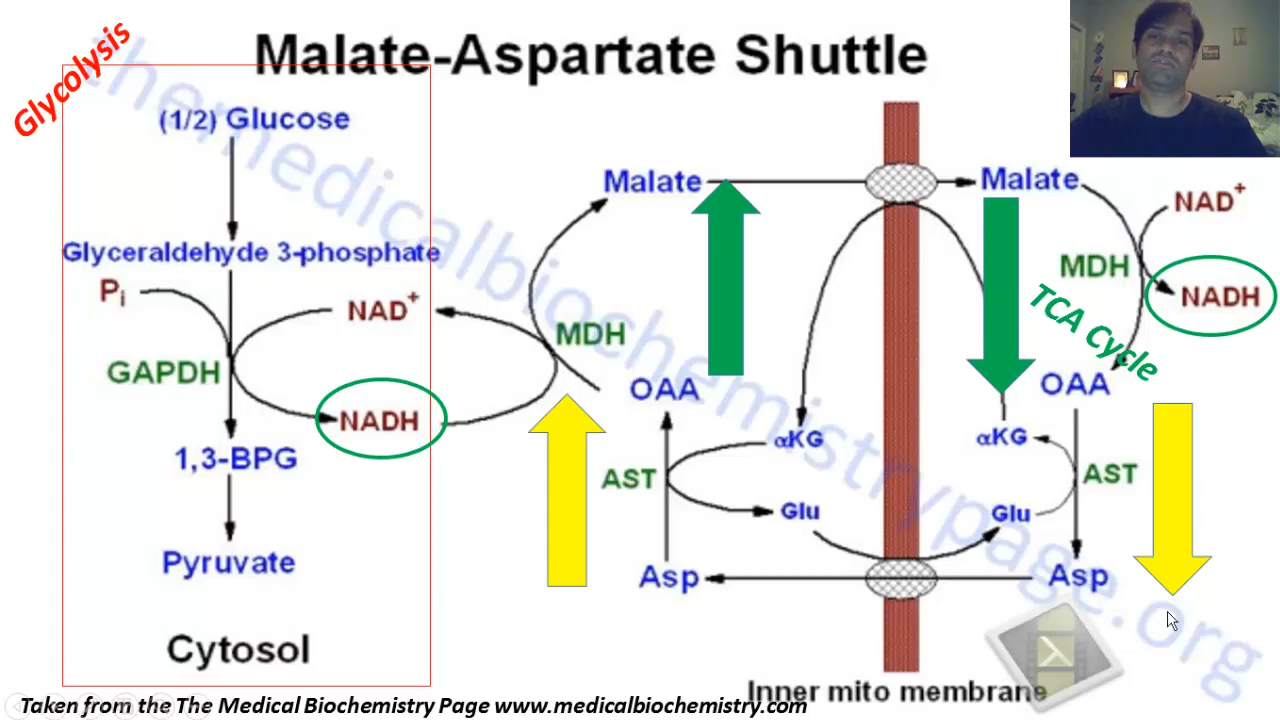 Malate-Aspartate Shuttle
Glycolysis
(1/2) Glucose
Glyceraldehyde 3-phosphate
Pi
NAD+
GAPDH
NADH
1,3-BPG
Pyruvate
Cytosol
Malate
MDH
OAA
αKG
AST
Glu
Asp
Malate
NAD+
MDH
NADH
TCA Cycle
OAA
αKG
AST
Glu
Asp
Inner mito membrane
themedicalbiochemistrypage.org
Taken from the The Medical Biochemistry Page www.medicalbiochemistry.com